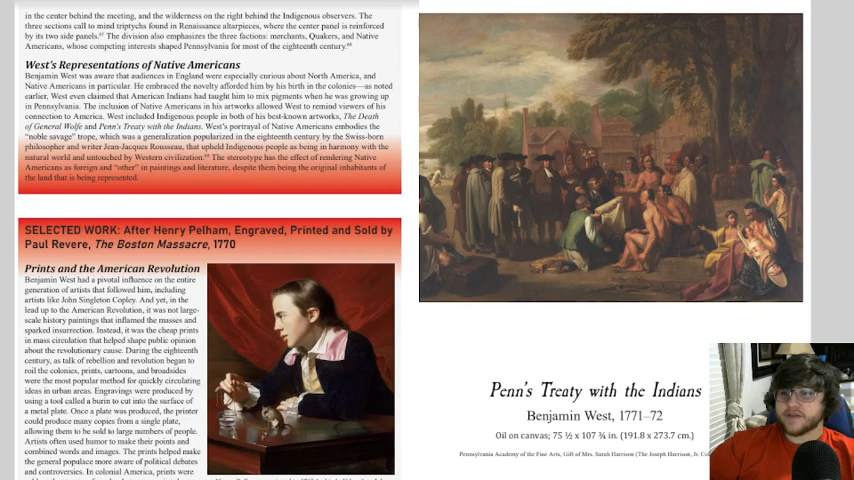 in the center behind the meeting, and the wilderness on the right behind the Indigenous observers. The
three sections call to mind triptychs found in Renaissance altarpieces, where the center panel is reinforced
by its two side panels.⁶⁷ The division also emphasizes the three factions: merchants, Quakers, and Native
Americans, whose competing interests shaped Pennsylvania for most of the eighteenth century.⁶⁸
West's Representations of Native Americans
Benjamin West was aware that audiences in England were especially curious about North America, and
Native Americans in particular. He embraced the novelty afforded him by his birth in the colonies—as noted
earlier, West even claimed that American Indians had taught him to mix pigments when he was growing up
in Pennsylvania. The inclusion of Native Americans in his artworks allowed West to remind viewers of his
connection to America. West included Indigenous people in both of his best-known artworks, The Death
of General Wolfe and Penn's Treaty with the Indians. West's portrayal of Native Americans embodies the
"noble savage" trope, which was a generalization popularized in the eighteenth century by the Swiss-born
philosopher and writer Jean-Jacques Rousseau, that upheld Indigenous people as being in harmony with the
natural world and untouched by Western civilization.⁶⁹ The stereotype has the effect of rendering Native
Americans as foreign and "other" in paintings and literature, despite them being the original inhabitants of
the land that is being represented.
SELECTED WORK: After Henry Pelham, Engraved, Printed and Sold by
Paul Revere, The Boston Massacre, 1770
Prints and the American Revolution
Benjamin West had a pivotal influence on the entire
generation of artists that followed him, including
artists like John Singleton Copley. And yet, in the
lead up to the American Revolution, it was not large-
scale history paintings that inflamed the masses and
sparked insurrection. Instead, it was the cheap prints
in mass circulation that helped shape public opinion
about the revolutionary cause. During the eighteenth
century, as talk of rebellion and revolution began to
roil the colonies, prints, cartoons, and broadsides
were the most popular method for quickly circulating
ideas in urban areas. Engravings were produced by
using a tool called a burin to cut into the surface of
a metal plate. Once a plate was produced, the printer
could produce many copies from a single plate,
allowing them to be sold to large numbers of people.
Artists often used humor to make their points and
combined words and images. The prints helped make
the general populace more aware of political debates
and controversies. In colonial America, prints were
Penn's Treaty with the Indians
Benjamin West, 1771–72
Oil on canvas; 75 ½ x 107 ¾ in. (191.8 x 273.7 cm.)
Pennsylvania Academy of the Fine Arts, Gift of Mrs. Sarah Harrison (The Joseph Harrison, Jr.